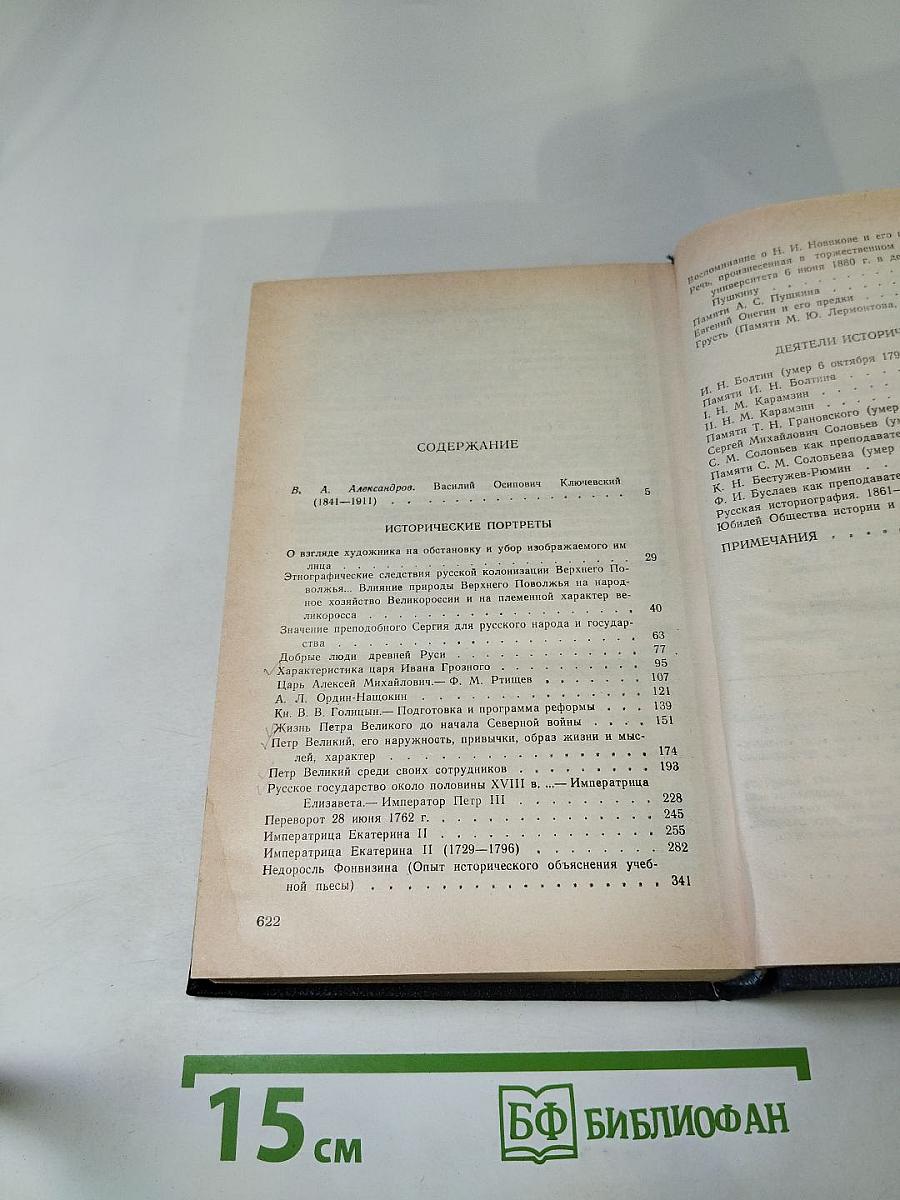 СОДЕРЖАНИЕ
В. А. Александров. Василий Осипович Ключевский
(1841—1911) . . . . . . . . . . . . . . . . 5
ИСТОРИЧЕСКИЕ ПОРТРЕТЫ
О взгляде художника на обстановку и убор изображаемого им
лица . . . . . . . . . . . . . . . . . . 29
Этнографические следствия русской колонизации Верхнего По-
волжья... Влияние природы Верхнего Поволжья на народ-
ное хозяйство Великороссии и на племенной характер ве-
ликоросса . . . . . . . . . . . . . . . . 40
Значение преподобного Сергия для русского народа и государ-
ства . . . . . . . . . . . . . . . . . . 63
Добрые люди древней Руси . . . . . . . . . . . . 77
Характеристика царя Ивана Грозного . . . . . . . . . 95
Царь Алексей Михайлович.— Ф. М. Ртищев . . . . . . . 107
А. Л. Ордин-Нащокин . . . . . . . . . . . . . . 121
Кн. В. В. Голицын.— Подготовка и программа реформы . . . 139
Жизнь Петра Великого до начала Северной войны . . . . 151
Петр Великий, его наружность, привычки, образ жизни и мыс-
лей, характер . . . . . . . . . . . . . . . 174
Петр Великий среди своих сотрудников . . . . . . . . 193
Русское государство около половины XVIII в. ...— Императрица
Елизавета.— Император Петр III . . . . . . . . . 228
Переворот 28 июня 1762 г. . . . . . . . . . . . . 245
Императрица Екатерина II . . . . . . . . . . . . 255
Императрица Екатерина II (1729—1796) . . . . . . . . 282
Недоросль Фонвизина (Опыт исторического объяснения учеб-
ной пьесы) . . . . . . . . . . . . . . . . . 341
622
Воспоминание о Н. И. Новикове и его
Речь, произнесенная в торжественном
университета 6 июня 1880 г. в
Пушкину . . . . . . . . .
Памяти А. С. Пушкина . . . . .
Евгений Онегин и его предки . . .
Грусть (Памяти М. Ю. Лермонтова,
ДЕЯТЕЛИ ИСТОРИЧ
И. Н. Болтин (умер 6 октября 179
Памяти И. Н. Болтина . . . .
I. Н. М. Карамзин . . . . .
II. Н. М. Карамзин . . . . .
Памяти Т. Н. Грановского (умер
Сергей Михайлович Соловьев
С. М. Соловьев как преподавате
Памяти С. М. Соловьева (умер
К. Н. Бестужев-Рюмин . . .
Ф. И. Буслаев как преподавате
Русская историография. 1861—
Юбилей Общества истории и
ПРИМЕЧАНИЯ . . . . .
15 см
БФ БИБЛИОФАН